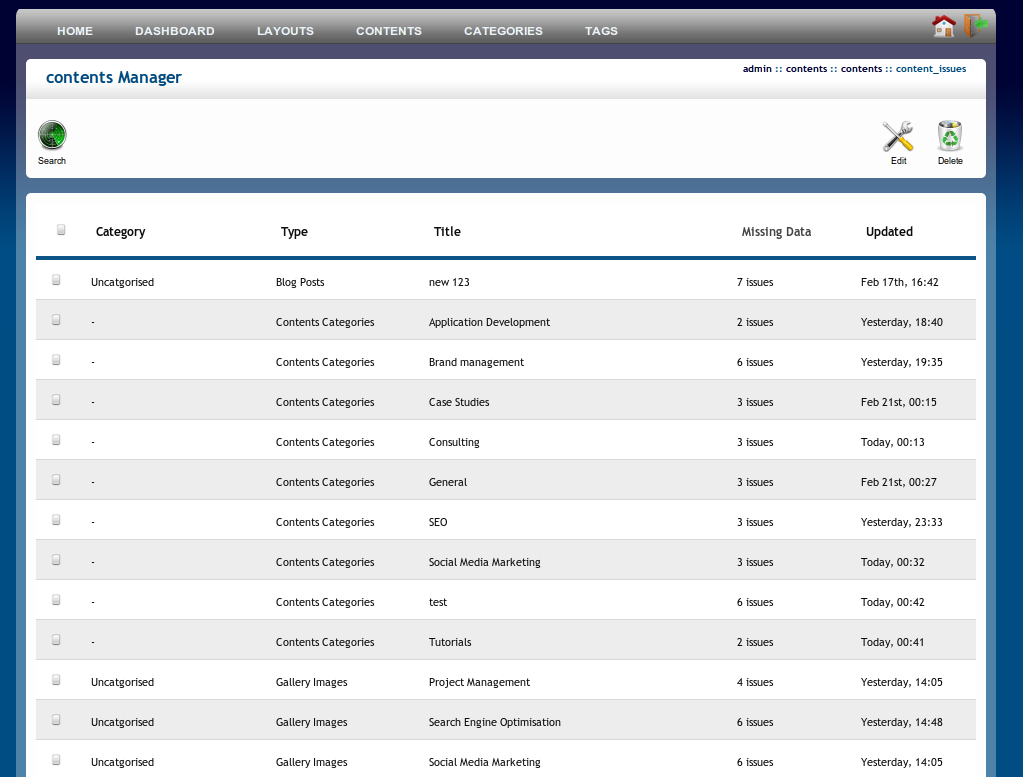 HOME DASHBOARD LAYOUTS CONTENTS CATEGORIES TAGS
contents Manager
admin :: contents :: contents :: content_issues
Search Edit Delete
Category Type Title Missing Data Updated
Uncatgorised Blog Posts new 123 7 issues Feb 17th, 16:42
- Contents Categories Application Development 2 issues Yesterday, 18:40
- Contents Categories Brand management 6 issues Yesterday, 19:35
- Contents Categories Case Studies 3 issues Feb 21st, 00:15
- Contents Categories Consulting 3 issues Today, 00:13
- Contents Categories General 3 issues Feb 21st, 00:27
- Contents Categories SEO 3 issues Yesterday, 23:33
- Contents Categories Social Media Marketing 3 issues Today, 00:32
- Contents Categories test 6 issues Today, 00:42
- Contents Categories Tutorials 2 issues Today, 00:41
Uncatgorised Gallery Images Project Management 4 issues Yesterday, 14:05
Uncatgorised Gallery Images Search Engine Optimisation 6 issues Yesterday, 14:48
Uncatgorised Gallery Images Social Media Marketing 6 issues Yesterday, 14:05